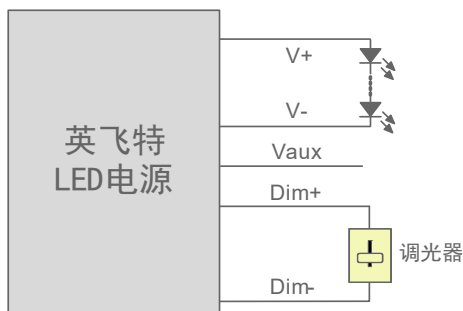 英飞特
LED电源
V+
V-
Vaux
Dim+
调光器
Dim-